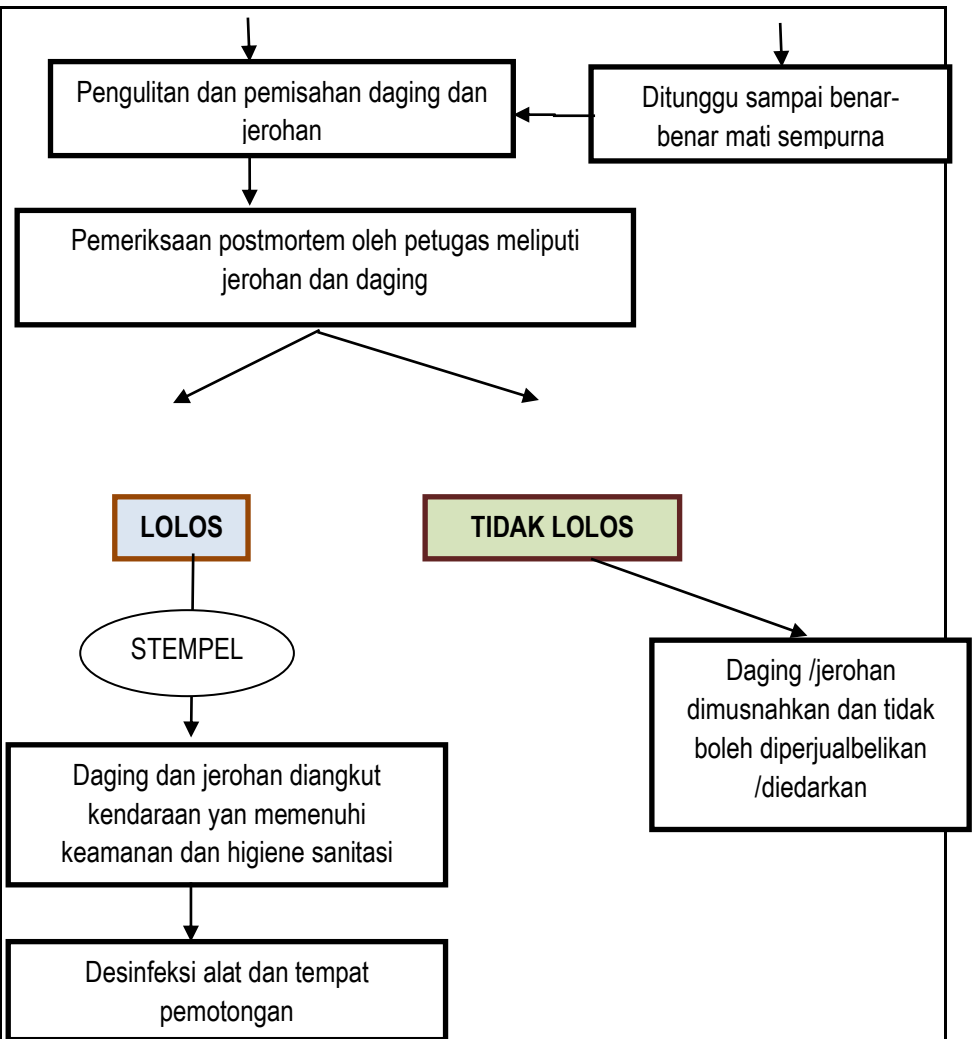 Pengulitan dan pemisahan daging dan
jerohan
Ditunggu sampai benar-
benar mati sempurna
Pemeriksaan postmortem oleh petugas meliputi
jerohan dan daging
LOLOS
TIDAK LOLOS
STEMPEL
Daging /jerohan
dimusnahkan dan tidak
boleh diperjualbelikan
/diedarkan
Daging dan jerohan diangkut
kendaraan yan memenuhi
keamanan dan higiene sanitasi
Desinfeksi alat dan tempat
pemotongan